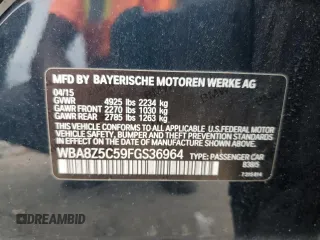 MFD BY BAYERISCHE MOTOREN WERKE AG
04/15
GVWR 4925 lbs 2234 kg
GAWR FRONT 2270 lbs 1030 kg
GAWR REAR 2785 lbs 1263 kg
THIS VEHICLE CONFORMS TO ALL APPLICABLE
U.S. FEDERAL MOTOR VEHICLE SAFETY, BUMPER, AND THEFT PREVENTION STANDARDS IN EFFECT
ON THE DATE OF MANUFACTURE SHOWN ABOVE.
WBA8Z5C59FGS36964
TYPE: PASSENGER CAR
DREAMBID